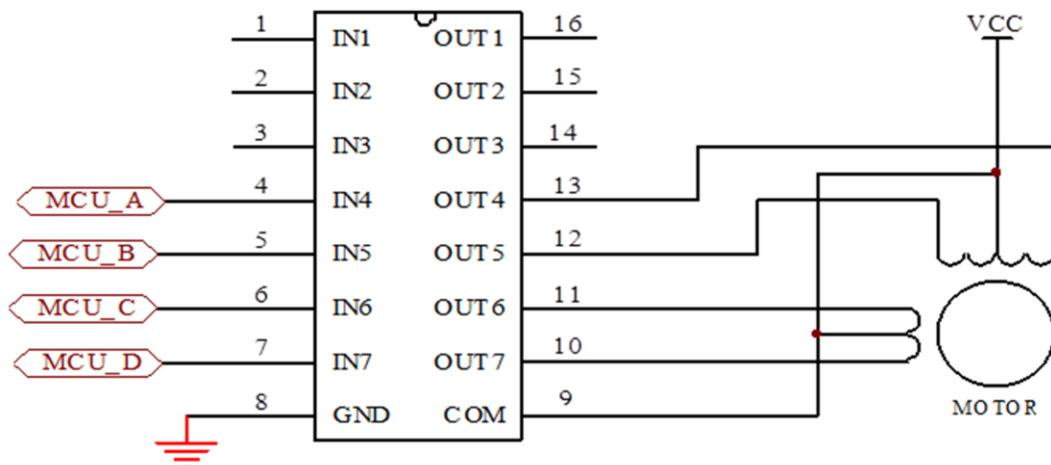 VCC
1 IN1 OUT1 16
2 IN2 OUT2 15
3 IN3 OUT3 14
MCU_A 4 IN4 OUT4 13
MCU_B 5 IN5 OUT5 12
MCU_C 6 IN6 OUT6 11
MCU_D 7 IN7 OUT7 10
8 GND COM 9
MOTOR